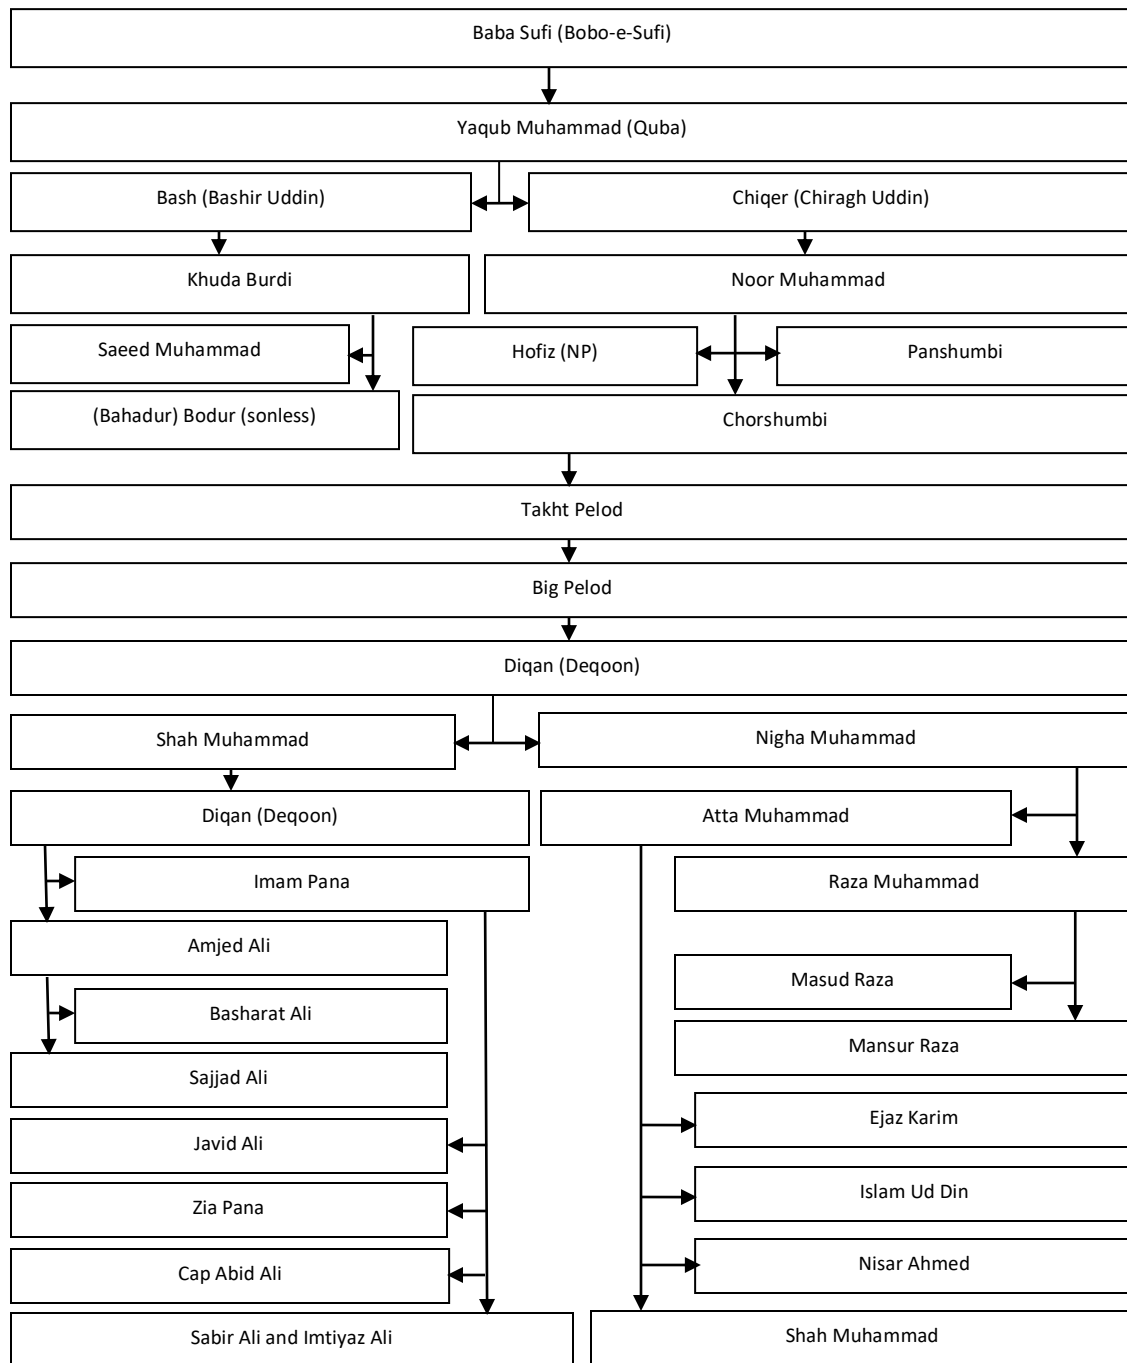 Baba Sufi (Bobo-e-Sufi)
Yaqub Muhammad (Quba)
Bash (Bashir Uddin)
Chiqer (Chiragh Uddin)
Khuda Burdi
Noor Muhammad
Saeed Muhammad
Hofiz (NP)
Panshumbi
(Bahadur) Bodur (sonless)
Chorshumbi
Takht Pelod
Big Pelod
Diqan (Deqoon)
Shah Muhammad
Nigha Muhammad
Diqan (Deqoon)
Atta Muhammad
Imam Pana
Raza Muhammad
Amjed Ali
Masud Raza
Basharat Ali
Mansur Raza
Sajjad Ali
Ejaz Karim
Javid Ali
Islam Ud Din
Zia Pana
Nisar Ahmed
Cap Abid Ali
Shah Muhammad
Sabir Ali and Imtiyaz Ali